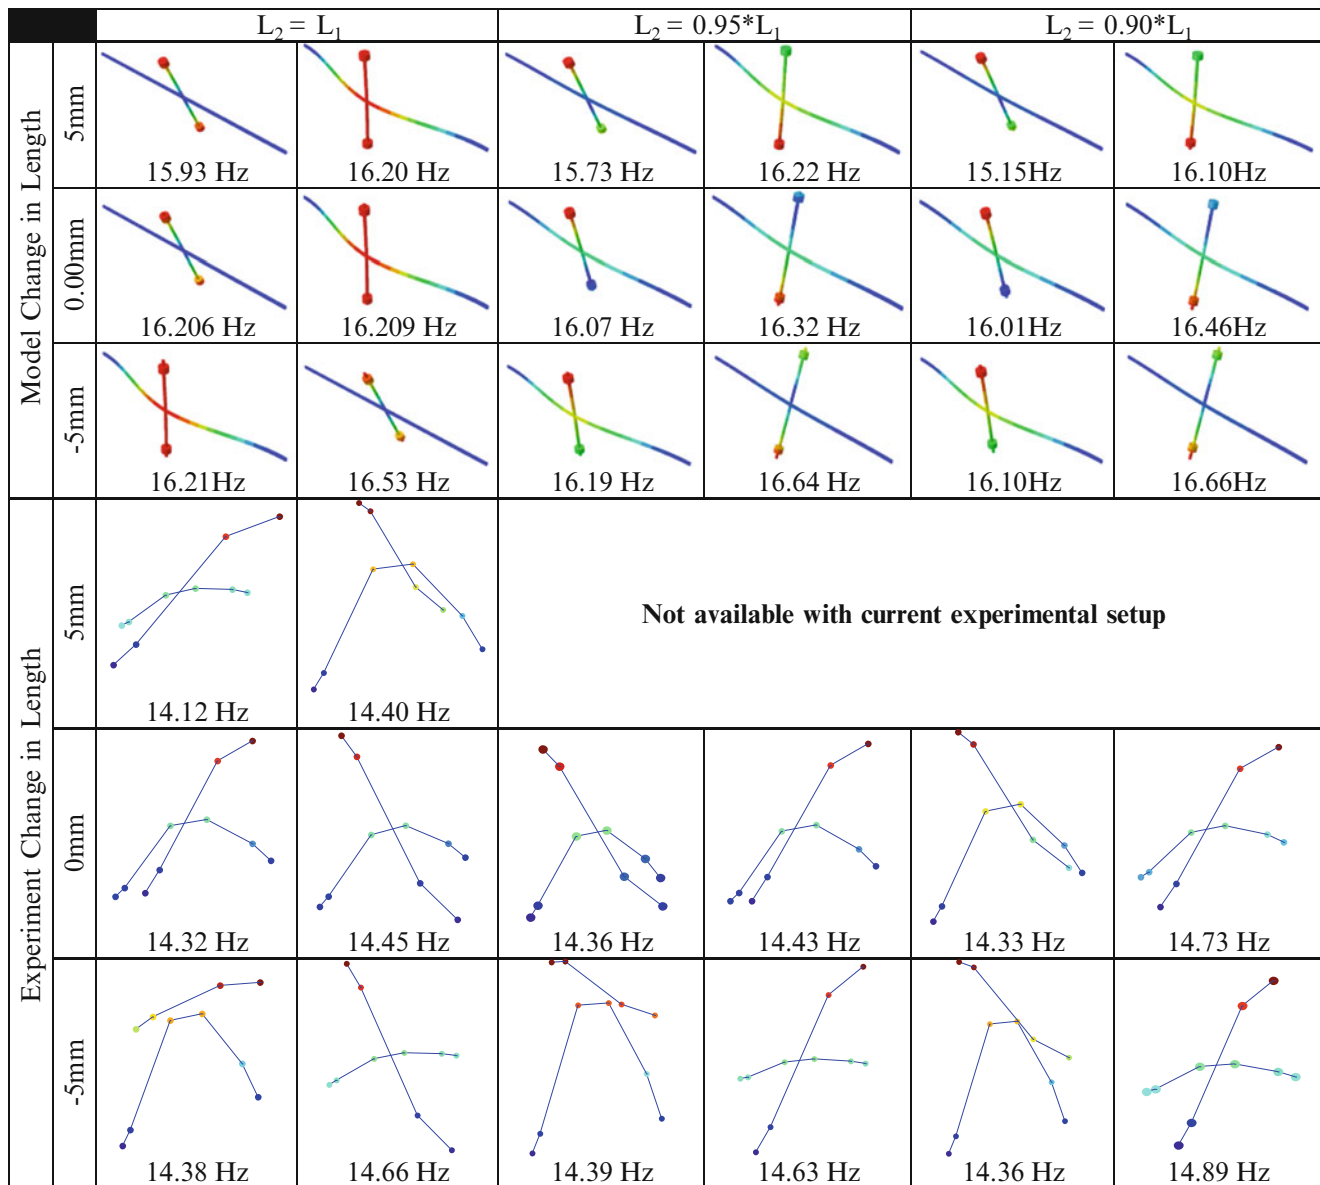 L2 = L1 L2 = 0.95*L1 L2 = 0.90*L1
Model Change in Length
5mm
15.93 Hz 16.20 Hz 15.73 Hz 16.22 Hz 15.15Hz 16.10Hz
0.00mm
16.206 Hz 16.209 Hz 16.07 Hz 16.32 Hz 16.01Hz 16.46Hz
-5mm
16.21Hz 16.53 Hz 16.19 Hz 16.64 Hz 16.10Hz 16.66Hz
Experiment Change in Length
5mm
Not available with current experimental setup
14.12 Hz 14.40 Hz
0mm
14.32 Hz 14.45 Hz 14.36 Hz 14.43 Hz 14.33 Hz 14.73 Hz
-5mm
14.38 Hz 14.66 Hz 14.39 Hz 14.63 Hz 14.36 Hz 14.89 Hz